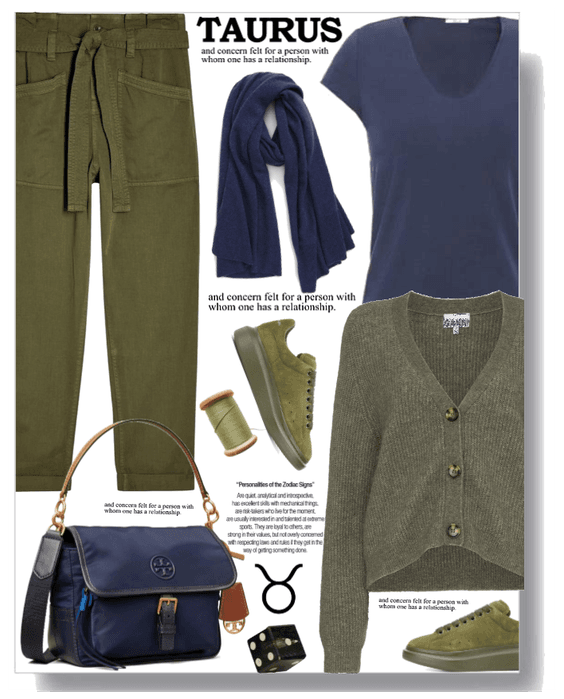 TAURUS
and concern felt for a person with
whom one has a relationship.
and concern felt for a person with
whom one has a relationship.
"Personalities of the Zodiac Signs"
Are quiet, analytical and introspective,
has excellent skills with mechanical things,
are risk-takers who live for the moment,
are usually interested in and talented at extreme
sports. They are loyal to others, are
strong in their values, but not overly concerned
with respecting laws and rules if they get in the
way of getting something done.
and concern felt for a person with
whom one has a relationship.
and concern felt for a person with
whom one has a relationship.